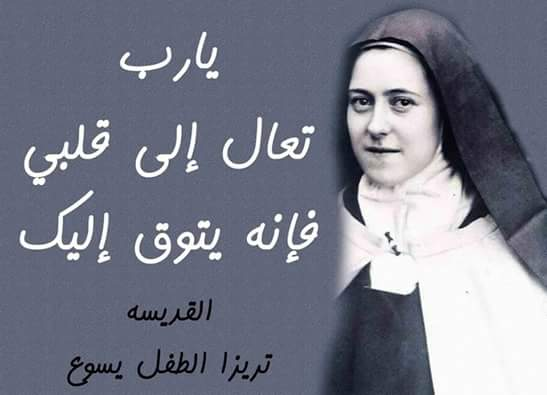 يارب
تعال إلى قلبي
فإنه يتوق إليك
القديسه
تريزا الطفل يسوع